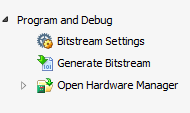 Program and Debug
Bitstream Settings
Generate Bitstream
Open Hardware Manager